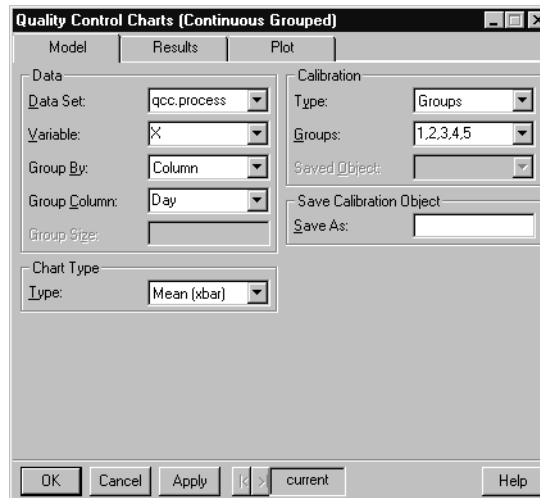 Quality Control Charts (Continuous Grouped)
Model Results Plot
Data
Data Set: qcc.process
Variable: X
Group By: Column
Group Column: Day
Group Size:
Chart Type
Type: Mean (xbar)
Calibration
Type: Groups
Groups: 1,2,3,4,5
Saved Object:
Save Calibration Object
Save As:
OK Cancel Apply current Help